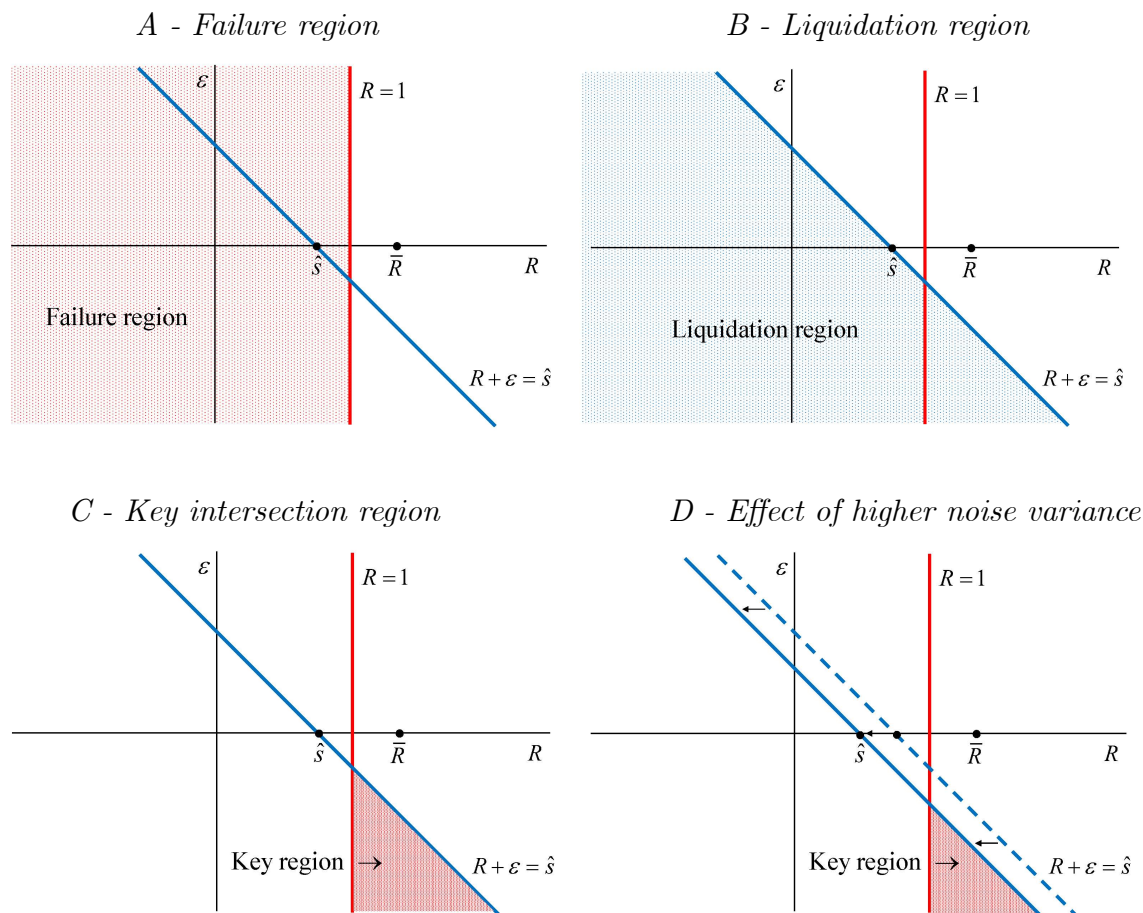 A - Failure region
ε
R = 1
ŝ
R̄
R
Failure region
R + ε = ŝ
B - Liquidation region
ε
R = 1
ŝ
R̄
R
Liquidation region
R + ε = ŝ
C - Key intersection region
ε
R = 1
ŝ
R̄
R
Key region →
R + ε = ŝ
D - Effect of higher noise variance
ε
R = 1
ŝ
R̄
R
Key region →
R + ε = ŝ